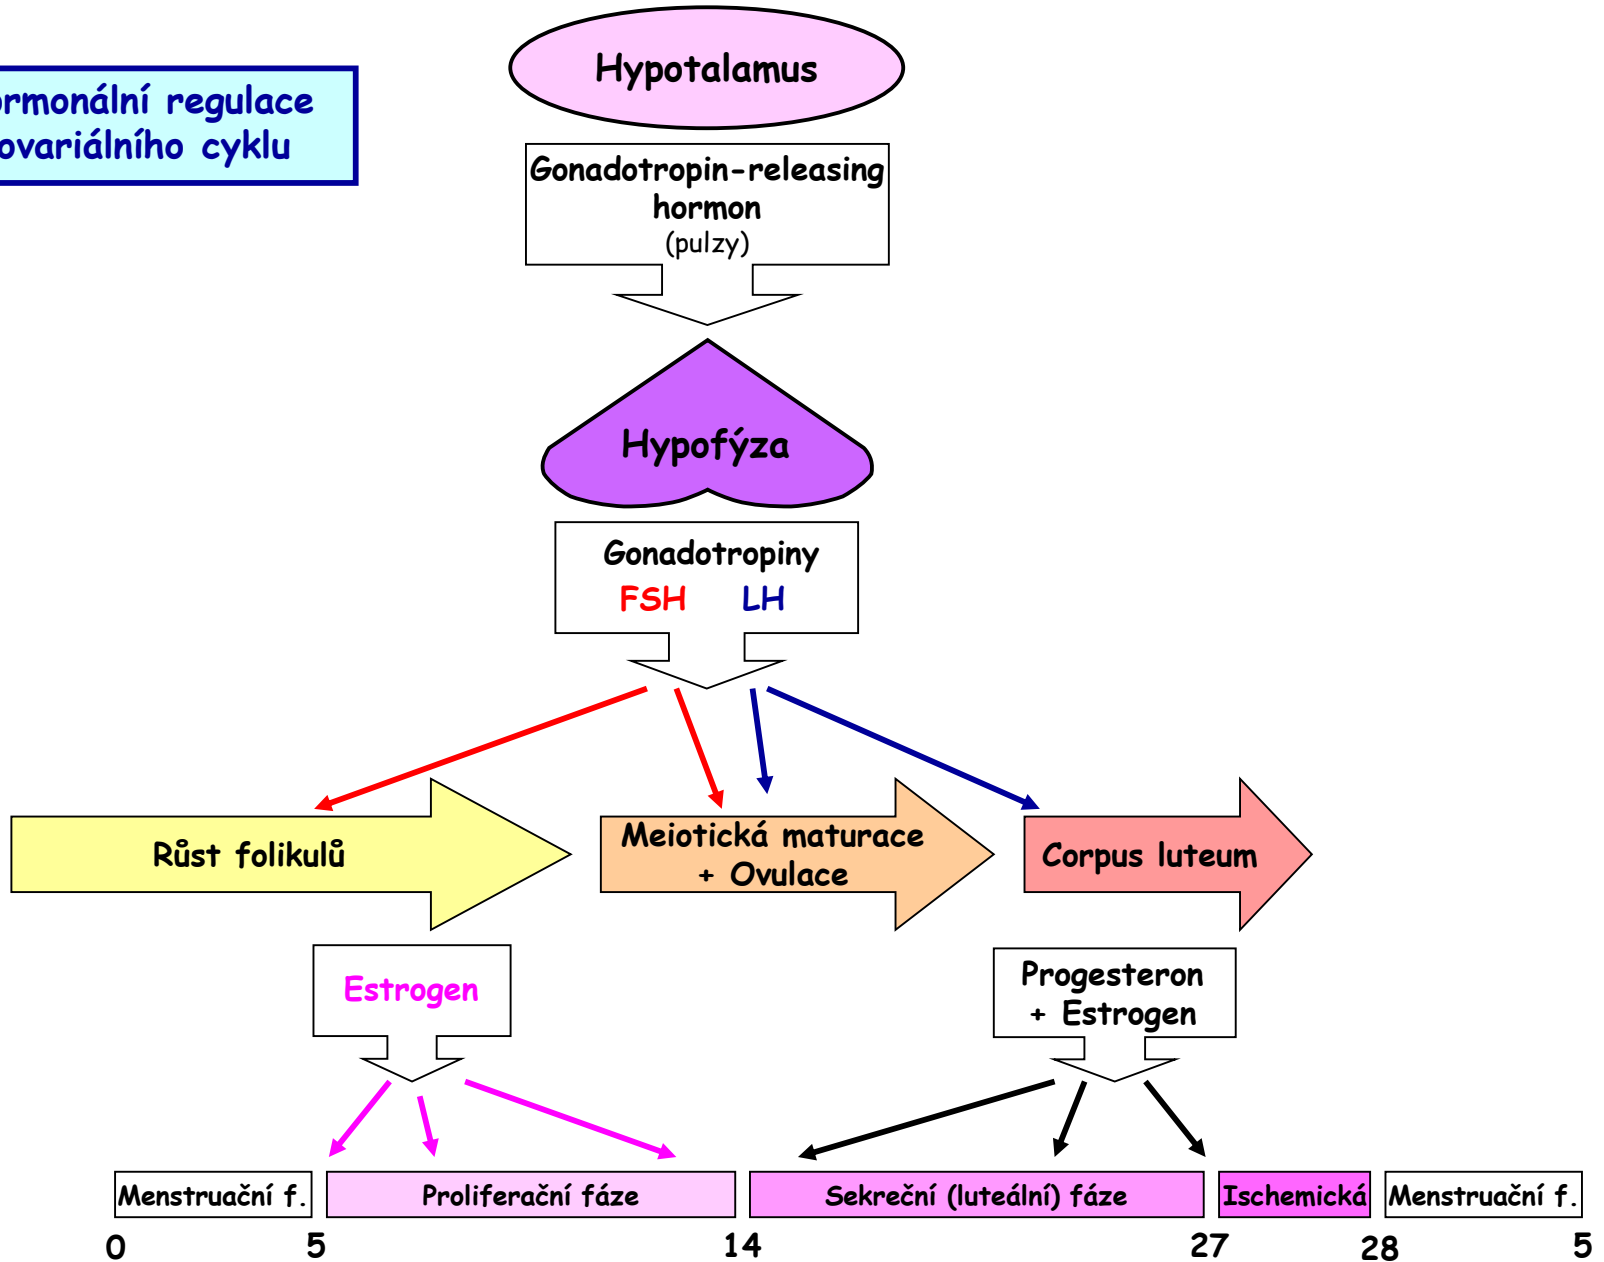 Hypotalamus
rmonální regulace
ovariálního cyklu
Gonadotropin-releasing
hormon
(pulzy)
Hypofýza
Gonadotropiny
FSH LH
Růst folikulů
Meiotická maturace
+ Ovulace
Corpus luteum
Estrogen
Progesteron
+ Estrogen
Menstruační f.
Proliferační fáze
Sekreční (luteální) fáze
Ischemická
Menstruační f.
0 5 14 27 28 5